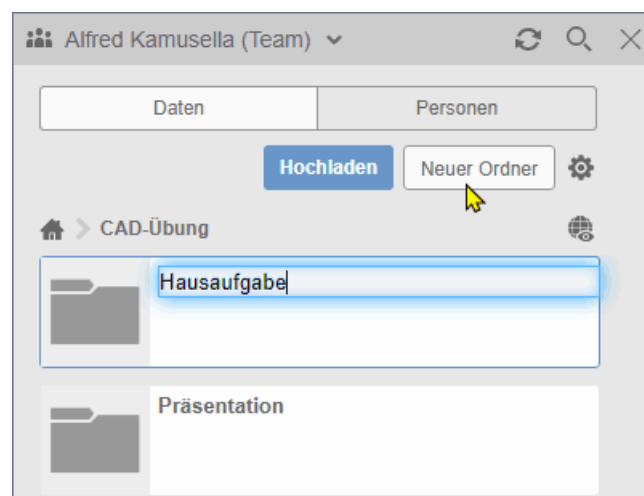 Alfred Kamusella (Team)
Daten Personen
Hochladen Neuer Ordner
CAD-Übung
Hausaufgabe
Präsentation